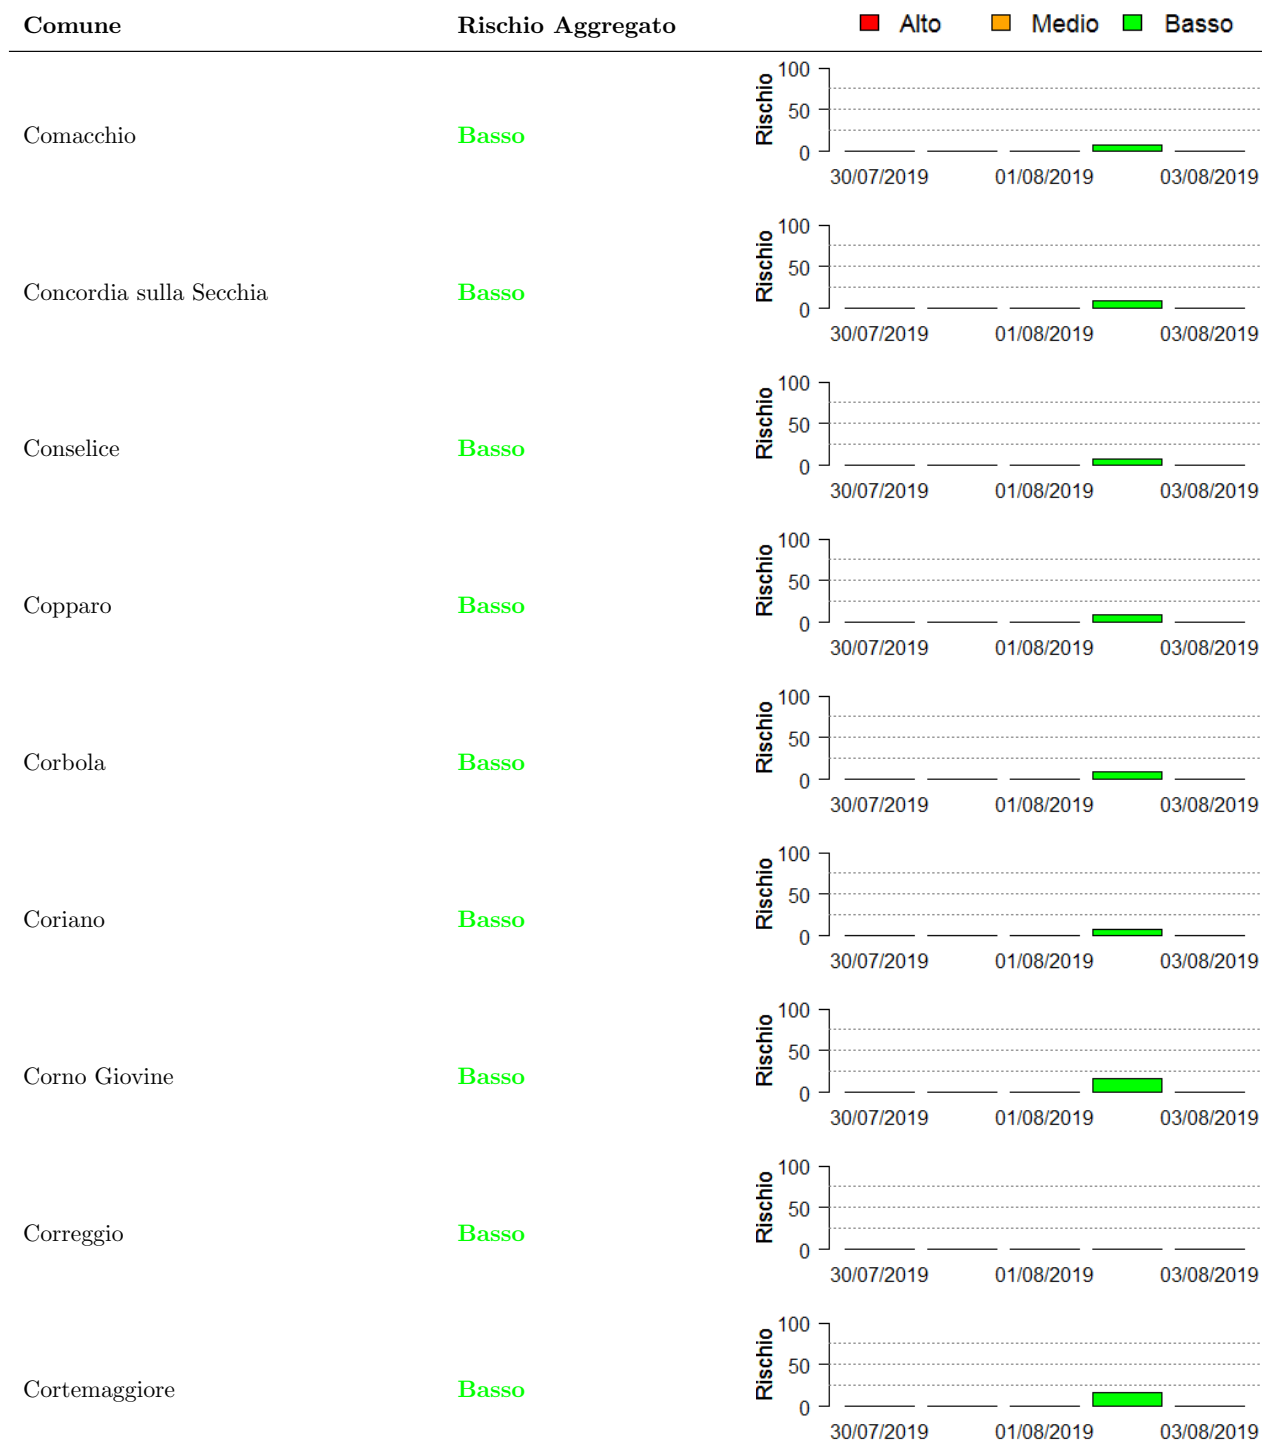 Comune Rischio Aggregato Alto Medio Basso
100
50
0
Rischio
Comacchio Basso
30/07/2019 01/08/2019 03/08/2019
100
50
0
Rischio
Concordia sulla Secchia Basso
30/07/2019 01/08/2019 03/08/2019
100
50
0
Rischio
Conselice Basso
30/07/2019 01/08/2019 03/08/2019
100
50
0
Rischio
Copparo Basso
30/07/2019 01/08/2019 03/08/2019
100
50
0
Rischio
Corbola Basso
30/07/2019 01/08/2019 03/08/2019
100
50
0
Rischio
Coriano Basso
30/07/2019 01/08/2019 03/08/2019
100
50
0
Rischio
Corno Giovine Basso
30/07/2019 01/08/2019 03/08/2019
100
50
0
Rischio
Correggio Basso
30/07/2019 01/08/2019 03/08/2019
100
50
0
Rischio
Cortemaggiore Basso
30/07/2019 01/08/2019 03/08/2019